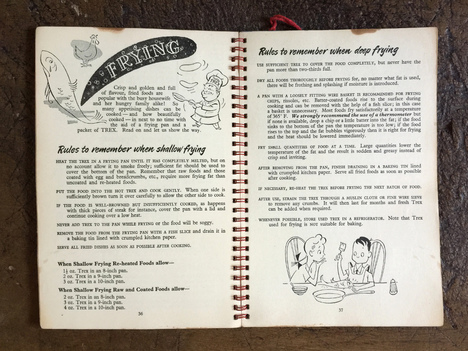 FRYING
Crisp and golden and full
of flavour, fried foods are
popular with the busy housewife
and her hungry family alike! So
many appetising dishes can be
cooked — and how beautifully
cooked — in next to no time with
the aid of a frying pan and a
packet of TREX. Read on and let us show the way.
Rules to remember when shallow frying
HEAT THE TREX IN A FRYING PAN UNTIL IT HAS COMPLETELY MELTED, but on
no account allow it to smoke freely; sufficient fat should be used to
cover the bottom of the pan. Remember that raw foods and those
coated with egg and breadcrumbs, etc., require more frying fat than
uncoated and re-heated foods.
PUT THE FOOD INTO THE HOT TREX AND COOK GENTLY. When one side is
sufficiently brown turn it over carefully to allow the other side to cook.
IF THE FOOD IS WELL-BROWNED BUT INSUFFICIENTLY COOKED, as happens
with thick pieces of steak for instance, cover the pan with a lid and
continue cooking over a low heat.
NEVER ADD TREX TO THE PAN WHILE FRYING or the food will be soggy.
REMOVE THE FOOD FROM THE FRYING PAN WITH A FISH SLICE and drain it in
a baking tin lined with crumpled kitchen paper.
SERVE ALL FRIED DISHES AS SOON AS POSSIBLE AFTER COOKING.
When Shallow Frying Re-heated Foods allow—
1½ oz. TREX in an 8-inch pan.
2 oz. TREX in a 9-inch pan.
3 oz. TREX in a 10-inch pan.
When Shallow Frying Raw and Coated Foods allow—
2 oz. TREX in an 8-inch pan.
3 oz. TREX in a 9-inch pan.
4 oz. TREX in a 10-inch pan.
36
Rules to remember when deep frying
USE SUFFICIENT TREX TO COVER THE FOOD COMPLETELY, but never have the
pan more than two-thirds full.
DRY ALL FOODS THOROUGHLY BEFORE FRYING for, no matter what fat is used,
there will be frothing and splashing if moisture is introduced.
A PAN WITH A LOOSELY FITTING WIRE BASKET IS RECOMMENDED FOR FRYING
CHIPS, RISSOLES, etc. Batter-coated foods stick to the surface during
cooking and can be removed with the help of a fish slice; in this case
a basket is unnecessary. Most foods fry satisfactorily at a temperature
of 365° F. We strongly recommend the use of a thermometer but
if none is available, drop a chip or a little batter into the fat; if the food
sinks to the bottom of the pan the temperature is too low, but if the food
rises to the top and the fat bubbles vigorously then it is right for frying
and the heat should be lowered immediately.
FRY SMALL QUANTITIES OF FOOD AT A TIME. Large quantities lower the
temperature of the fat and the result is sodden and greasy instead of
crisp and inviting.
AFTER REMOVING FROM THE PAN, FINISH DRAINING IN A BAKING TIN LINED
with crumpled kitchen paper. Serve all fried foods as soon as possible
after cooking.
IF NECESSARY, RE-HEAT THE TREX BEFORE FRYING THE NEXT BATCH OF FOOD.
AFTER USE, STRAIN THE TREX THROUGH A MUSLIN CLOTH OR FINE WIRE SIEVE
to remove any crumbs. It will then last for months and fresh TREX
can be added when required.
WHENEVER POSSIBLE, STORE USED TREX IN A REFRIGERATOR. Note that TREX
used for frying is not suitable for baking.
37